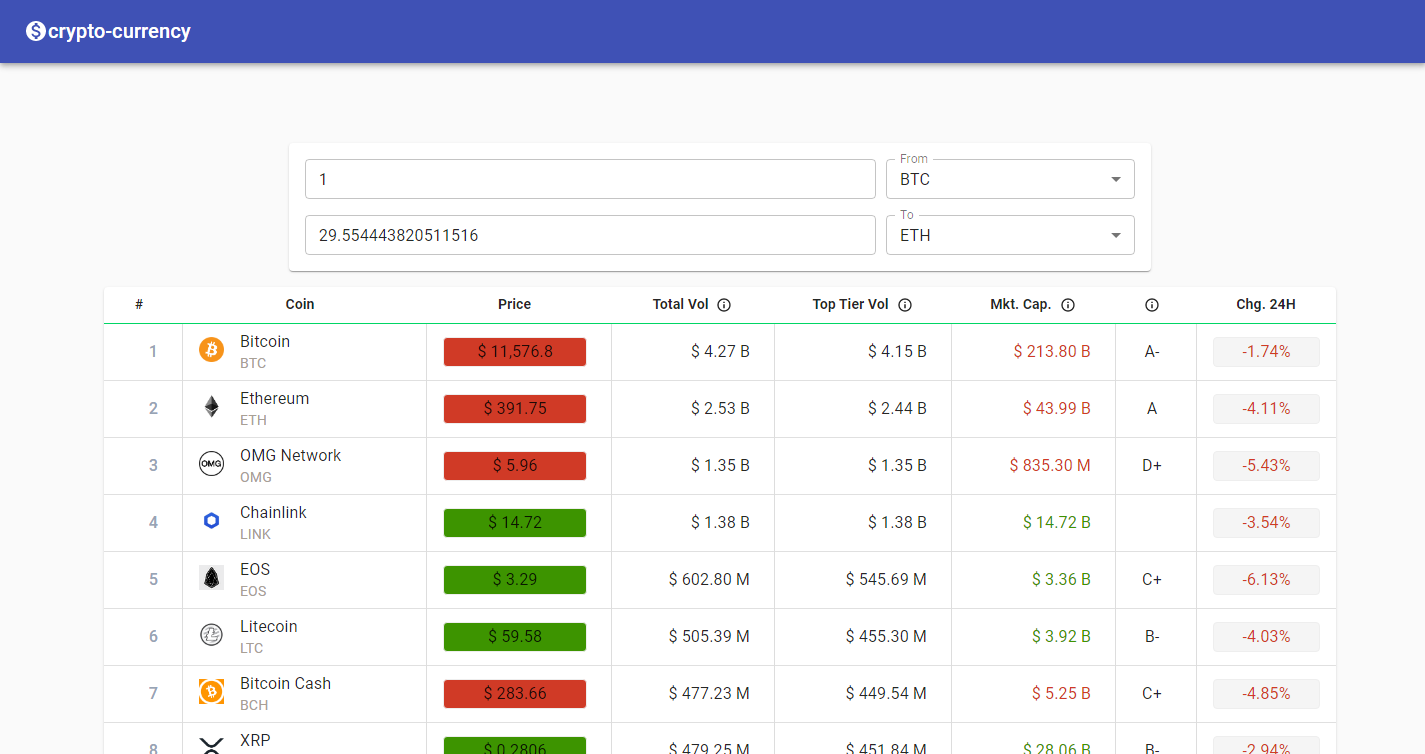 crypto-currency
1
From
BTC
29.554443820511516
To
ETH
# Coin Price Total Vol Top Tier Vol Mkt. Cap. Chg. 24H
1 Bitcoin BTC $ 11,576.8 $ 4.27 B $ 4.15 B $ 213.80 B A- -1.74%
2 Ethereum ETH $ 391.75 $ 2.53 B $ 2.44 B $ 43.99 B A -4.11%
3 OMG OMG Network OMG $ 5.96 $ 1.35 B $ 1.35 B $ 835.30 M D+ -5.43%
4 Chainlink LINK $ 14.72 $ 1.38 B $ 1.38 B $ 14.72 B -3.54%
5 EOS EOS $ 3.29 $ 602.80 M $ 545.69 M $ 3.36 B C+ -6.13%
6 Litecoin LTC $ 59.58 $ 505.39 M $ 455.30 M $ 3.92 B B- -4.03%
7 Bitcoin Cash BCH $ 283.66 $ 477.23 M $ 449.54 M $ 5.25 B C+ -4.85%
8 XRP $ 0.2806 $ 479.25 M $ 451.84 M $ 28.06 B B- -2.94%